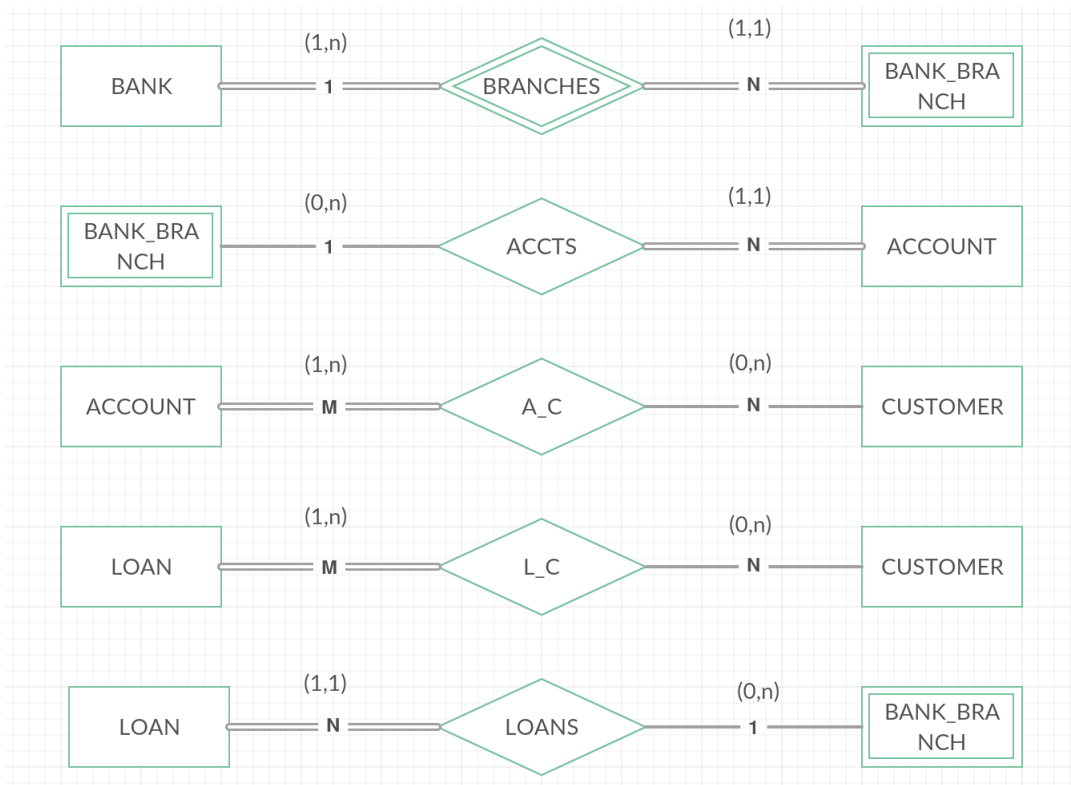 (1,n) (1,1)
BANK 1 BRANCHES N BANK_BRA
NCH
(0,n) (1,1)
BANK_BRA
NCH 1 ACCTS N ACCOUNT
(1,n) (0,n)
ACCOUNT M A_C N CUSTOMER
(1,n) (0,n)
LOAN M L_C N CUSTOMER
(1,1) (0,n)
LOAN N LOANS 1 BANK_BRA
NCH